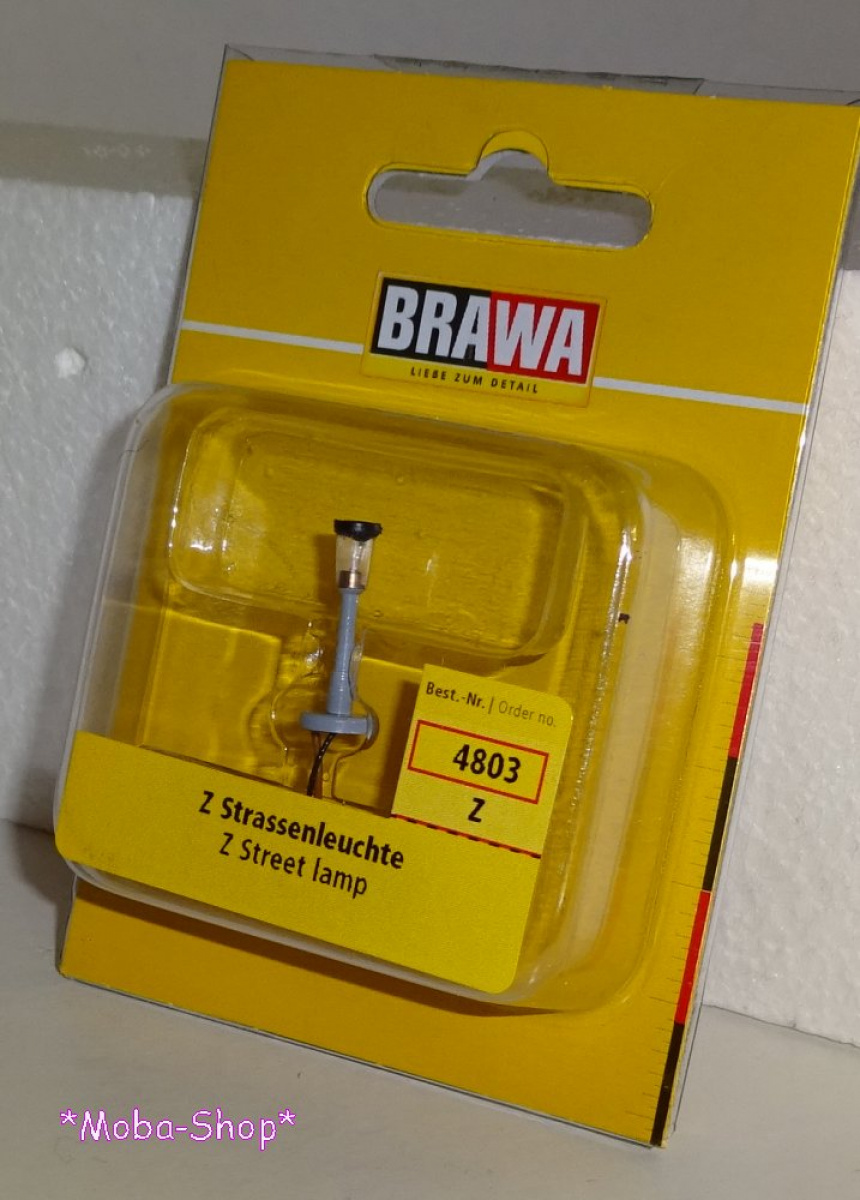 BRAWA
LIEBE ZUM DETAIL
Best.-Nr. | Order no.
4803
Z
Z Strassenleuchte
Z Street lamp
*Moba-Shop*